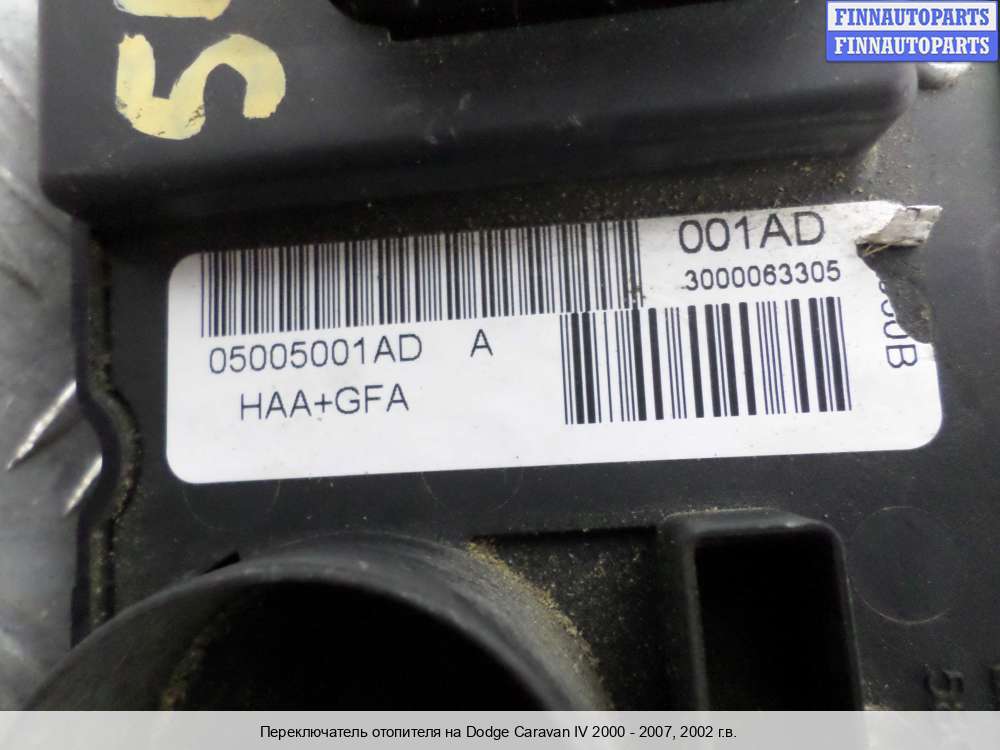 FINNAUTOPARTS
FINNAUTOPARTS
001AD
3000063305
05005001AD A
HAA+GFA
Переключатель отопителя на Dodge Caravan IV 2000 - 2007, 2002 г.в.